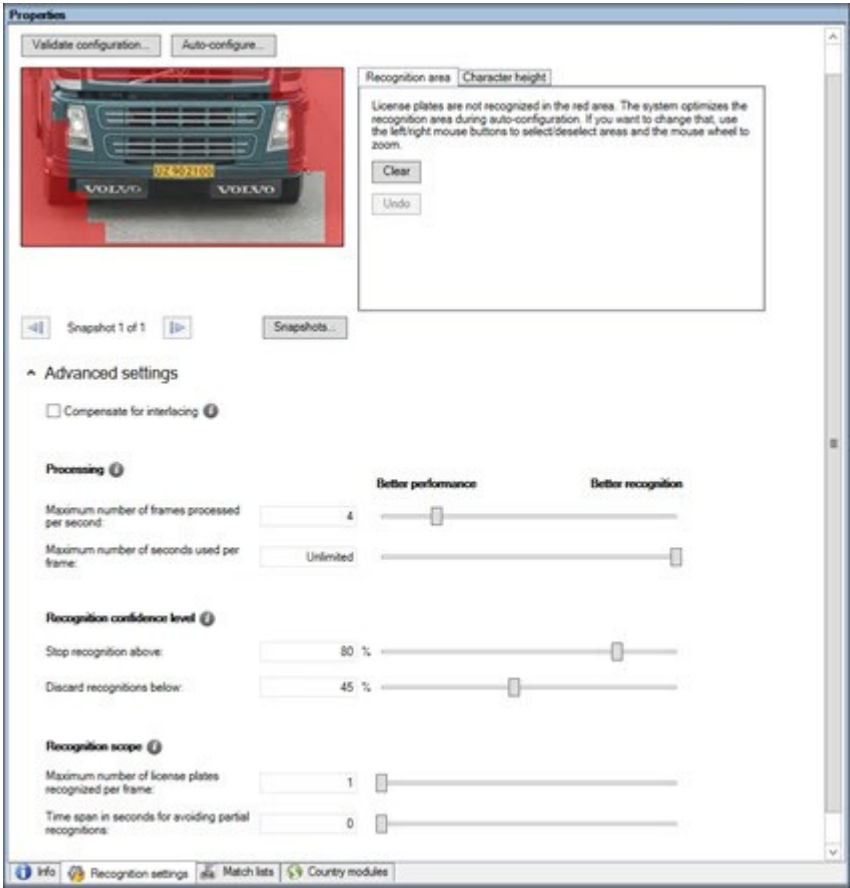 Properties
Validate configuration...
Auto-configure...
Recognition area
Character height
License plates are not recognized in the red area. The system optimizes the
recognition area during auto-configuration. If you want to change that, use
the left/right mouse buttons to select/deselect areas and the mouse wheel to
zoom.
Clear
Undo
UZ 902100
VOLVO VOLVO
Snapshot 1 of 1
Snapshots...
Advanced settings
Compensate for interlacing
Processing
Better performance Better recognition
Maximum number of frames processed
per second:
4
Maximum number of seconds used per
frame:
Unlimited
Recognition confidence level
Stop recognition above:
80 %
Discard recognitions below:
45 %
Recognition scope
Maximum number of license plates
recognized per frame:
1
Time span in seconds for avoiding partial
recognitions:
0
Info
Recognition settings
Match lists
Country modules